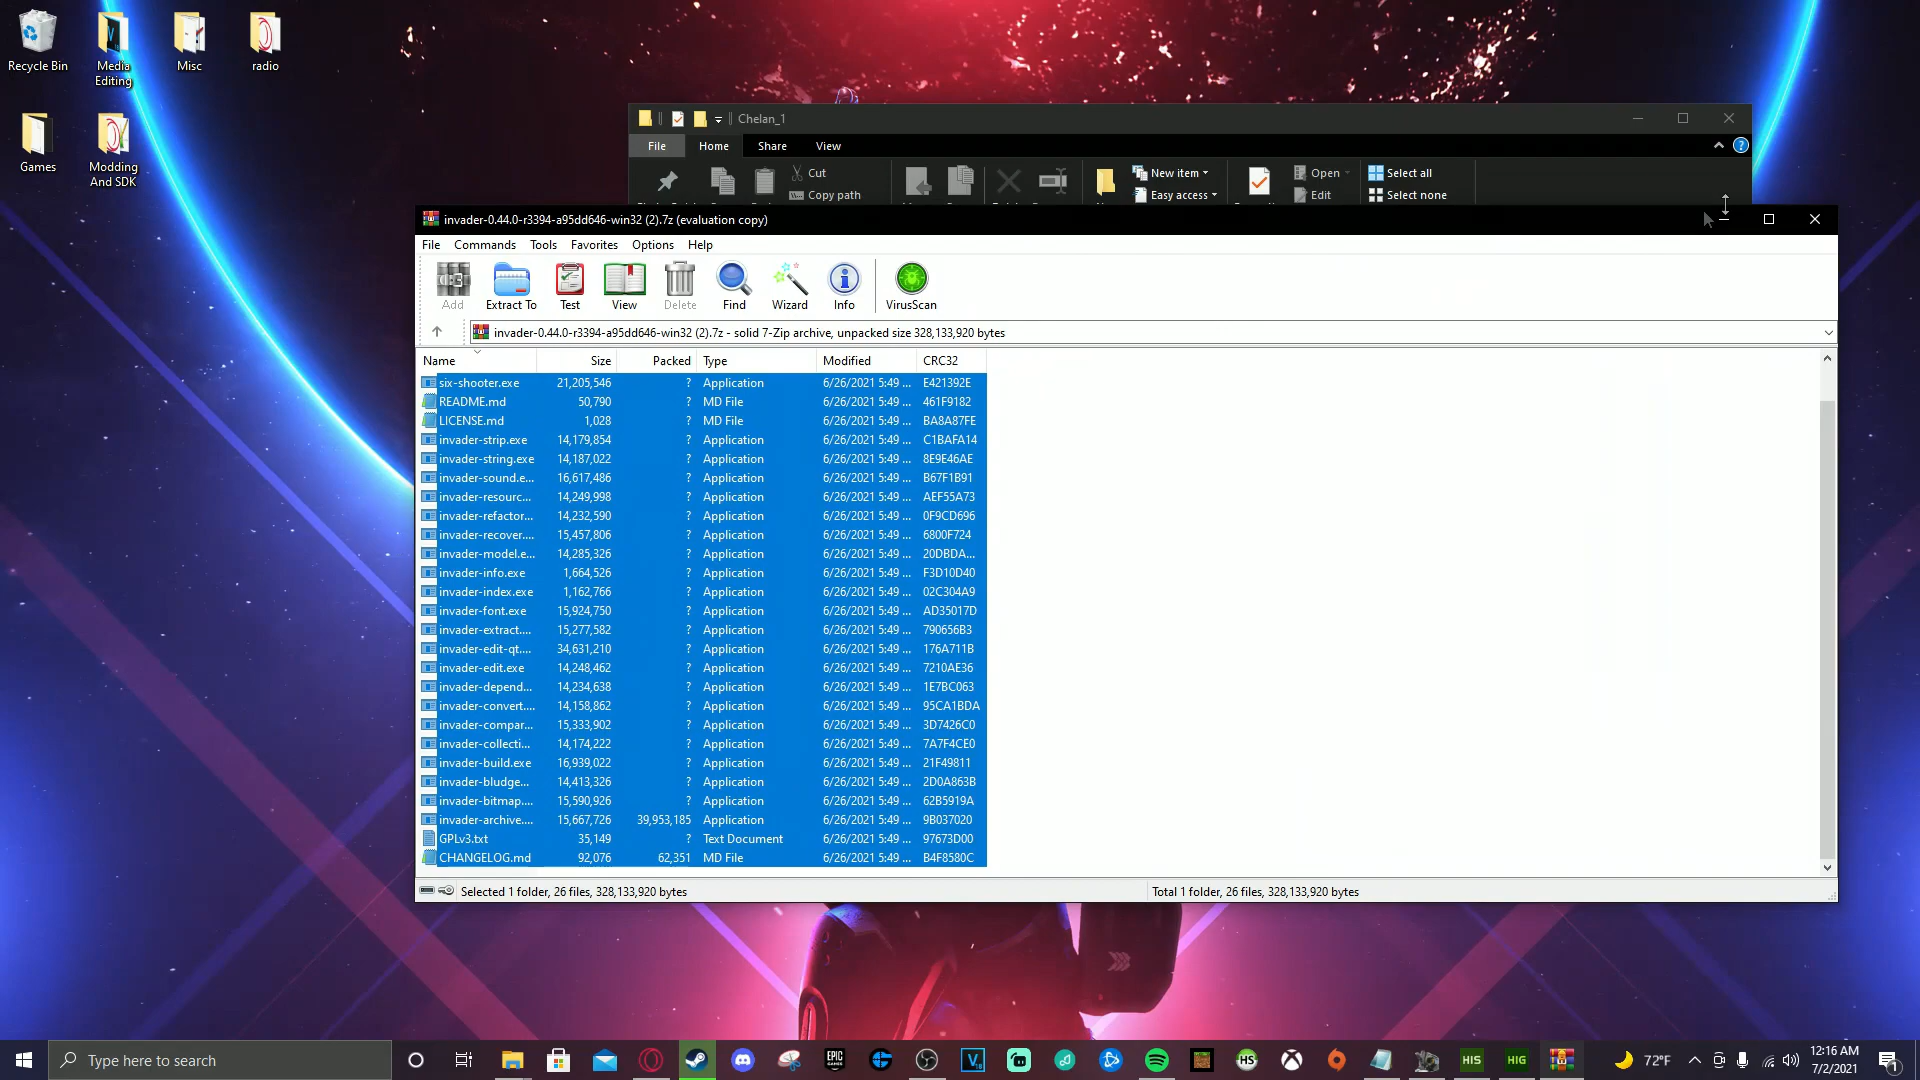 Recycle Bin
Media Editing
Misc
radio
Games
Modding And SDK
Chelan_1
File Home Share View
Cut
Copy path
New item
Easy access
Open
Edit
Select all
Select none
invader-0.44.0-r3394-a95dd646-win32 (2).7z (evaluation copy)
File Commands Tools Favorites Options Help
Add Extract To Test View Delete Find Wizard Info VirusScan
invader-0.44.0-r3394-a95dd646-win32 (2).7z - solid 7-Zip archive, unpacked size 328,133,920 bytes
Name Size Packed Type Modified CRC32
six-shooter.exe 21,205,546 ? Application 6/26/2021 5:49 ... E421392E
README.md 50,790 ? MD File 6/26/2021 5:49 ... 461F9182
LICENSE.md 1,028 ? MD File 6/26/2021 5:49 ... BA8A87FE
invader-strip.exe 14,179,854 ? Application 6/26/2021 5:49 ... C1BAFA14
invader-string.exe 14,187,022 ? Application 6/26/2021 5:49 ... 8E9E46AE
invader-sound.e... 16,617,486 ? Application 6/26/2021 5:49 ... B67F1B91
invader-resourc... 14,249,998 ? Application 6/26/2021 5:49 ... AEF55A73
invader-refactor... 14,232,590 ? Application 6/26/2021 5:49 ... 0F9CD696
invader-recover.... 15,457,806 ? Application 6/26/2021 5:49 ... 6800F724
invader-model.e... 14,285,326 ? Application 6/26/2021 5:49 ... 20DBDA...
invader-info.exe 1,664,526 ? Application 6/26/2021 5:49 ... F3D10D40
invader-index.exe 1,162,766 ? Application 6/26/2021 5:49 ... 02C304A9
invader-font.exe 15,924,750 ? Application 6/26/2021 5:49 ... AD35017D
invader-extract.... 15,277,582 ? Application 6/26/2021 5:49 ... 790656B3
invader-edit-qt.... 34,631,210 ? Application 6/26/2021 5:49 ... 176A711B
invader-edit.exe 14,248,462 ? Application 6/26/2021 5:49 ... 7210AE36
invader-depend... 14,234,638 ? Application 6/26/2021 5:49 ... 1E7BC063
invader-convert.... 14,158,862 ? Application 6/26/2021 5:49 ... 95CA1BDA
invader-compar... 15,333,902 ? Application 6/26/2021 5:49 ... 3D7426C0
invader-collecti... 14,174,222 ? Application 6/26/2021 5:49 ... 7A7F4CE0
invader-build.exe 16,939,022 ? Application 6/26/2021 5:49 ... 21F49811
invader-bludge... 14,413,326 ? Application 6/26/2021 5:49 ... 2D0A863B
invader-bitmap.... 15,590,926 ? Application 6/26/2021 5:49 ... 62B5919A
invader-archive.... 15,667,726 39,953,185 Application 6/26/2021 5:49 ... 9B037020
GPLv3.txt 35,149 ? Text Document 6/26/2021 5:49 ... 97673D00
CHANGELOG.md 92,076 62,351 MD File 6/26/2021 5:49 ... B4F8580C
Selected 1 folder, 26 files, 328,133,920 bytes
Total 1 folder, 26 files, 328,133,920 bytes
Type here to search
EPIC GAMES
HS
HIS
HIG
72°F
12:16 AM
7/2/2021
1